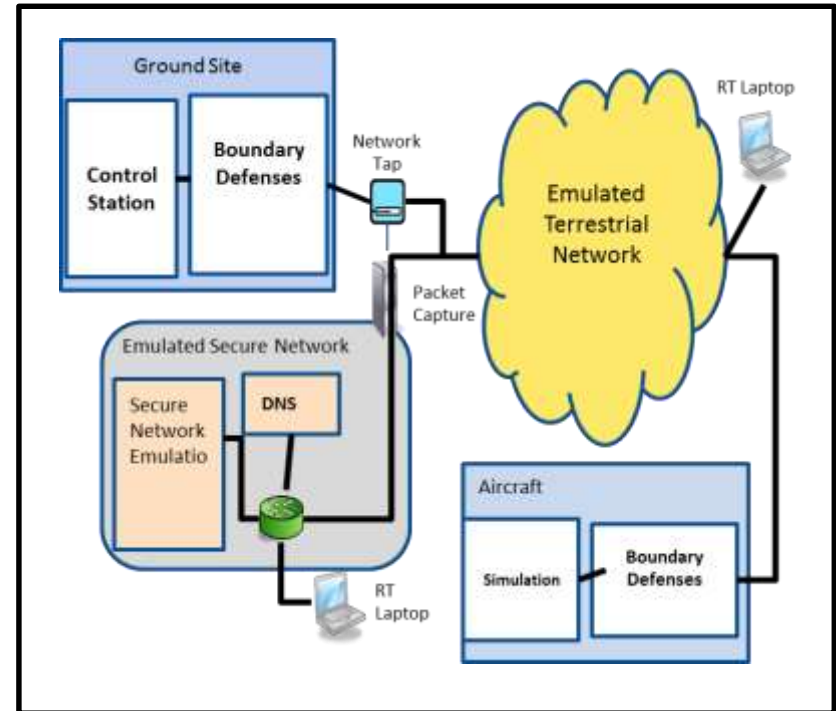 Ground Site
Control
Station
Boundary
Defenses
Network
Tap
Packet
Capture
Emulated
Terrestrial
Network
RT Laptop
Emulated Secure Network
Secure
Network
Emulatio
DNS
RT
Laptop
Aircraft
Simulation
Boundary
Defenses